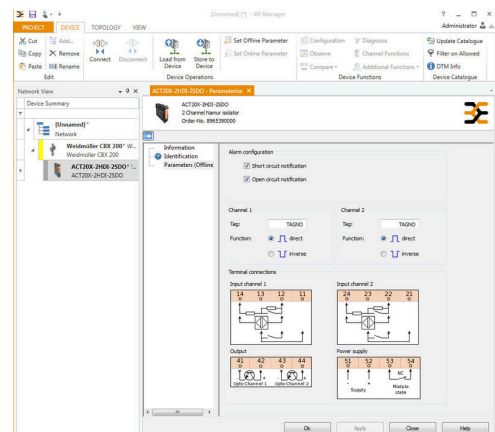 [Unnamed] (*) - WI-Manager
PROJECT DEVICE TOPOLOGY VIEW Administrator
Cut Add...
Copy Remove
Paste Rename
Edit
Connect Disconnect
Load from Device Store to Device
Device Operations
Set Offline Parameter
Set Online Parameter
Configuration Diagnosis
Observe Channel Functions
Compare Additional Functions
Device Functions
Update Catalogue
Filter on Allowed
DTM Info
Device Catalogue
Network View
Device Summary
[Unnamed]*
Network
Weidmüller CBX 200* W...
Weidmüller CBX 200
ACT20X-2HDI-2SDO*
ACT20X-2HDI-2SDO
ACT20X-2HDI-2SDO - Parameterize
ACT20X-2HDI-2SDO
2 Channel Namur isolator
Order-No. 8965390000
Information
Identification
Parameters (Offline
Alarm configuration
Short circuit notification
Open circuit notification
Channel 1
Tag: TAGNO
Function: direct
inverse
Channel 2
Tag: TAGNO
Function: direct
inverse
Terminal connections
Input channel 1
14 13 12 11
Input channel 2
24 23 22 21
Output
41 42 43 44
Opto Channel 1 Opto Channel 2
Power supply
51 52 53 54
NC
- +
Supply
Module state
Ok Apply Close Help